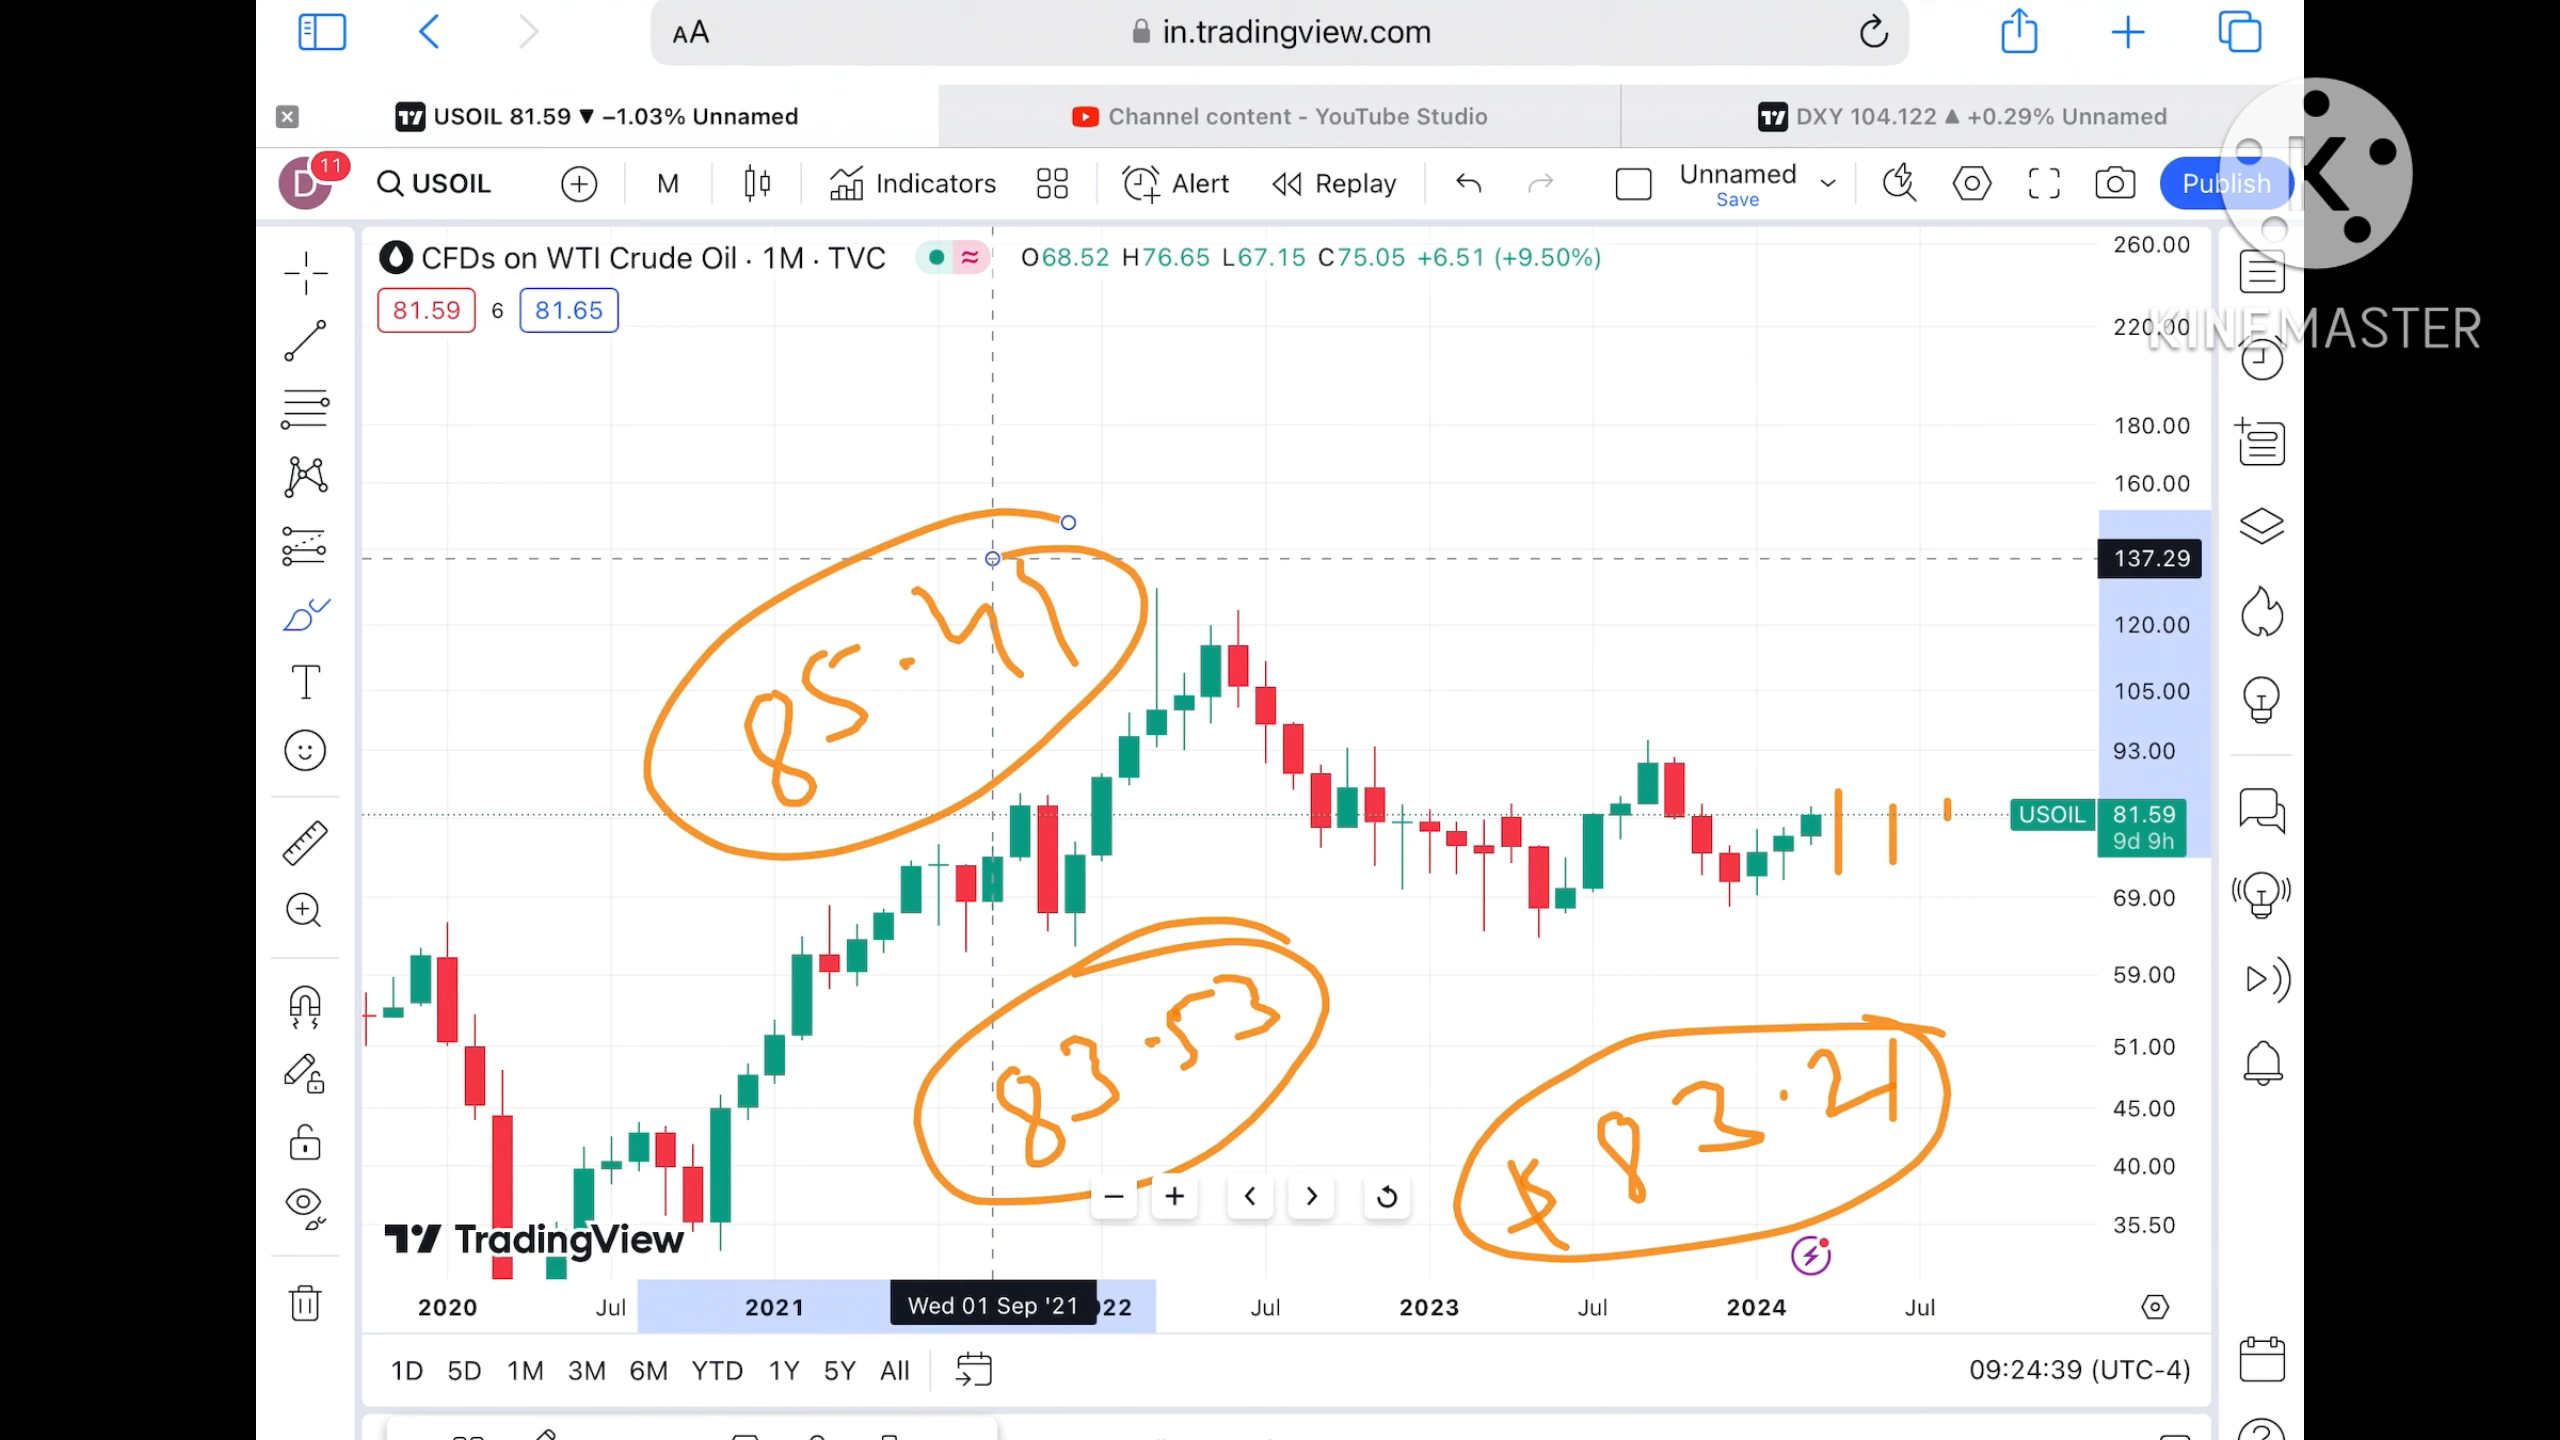 AA in.tradingview.com
USOIL 81.59 ▼ −1.03% Unnamed Channel content - YouTube Studio DXY 104.122 ▲ +0.29% Unnamed
D 11 USOIL M Indicators Alert Replay Unnamed Save Publish
K
KINEMASTER
CFDs on WTI Crude Oil · 1M · TVC O68.52 H76.65 L67.15 C75.05 +6.51 (+9.50%)
81.59 6 81.65
260.00
220.00
180.00
160.00
137.29
120.00
105.00
93.00
USOIL 81.59
9d 9h
69.00
59.00
51.00
45.00
40.00
35.50
83.53
$ 83.21
TradingView
2020 Jul 2021 Wed 01 Sep '21 22 Jul 2023 Jul 2024 Jul
1D 5D 1M 3M 6M YTD 1Y 5Y All 09:24:39 (UTC-4)